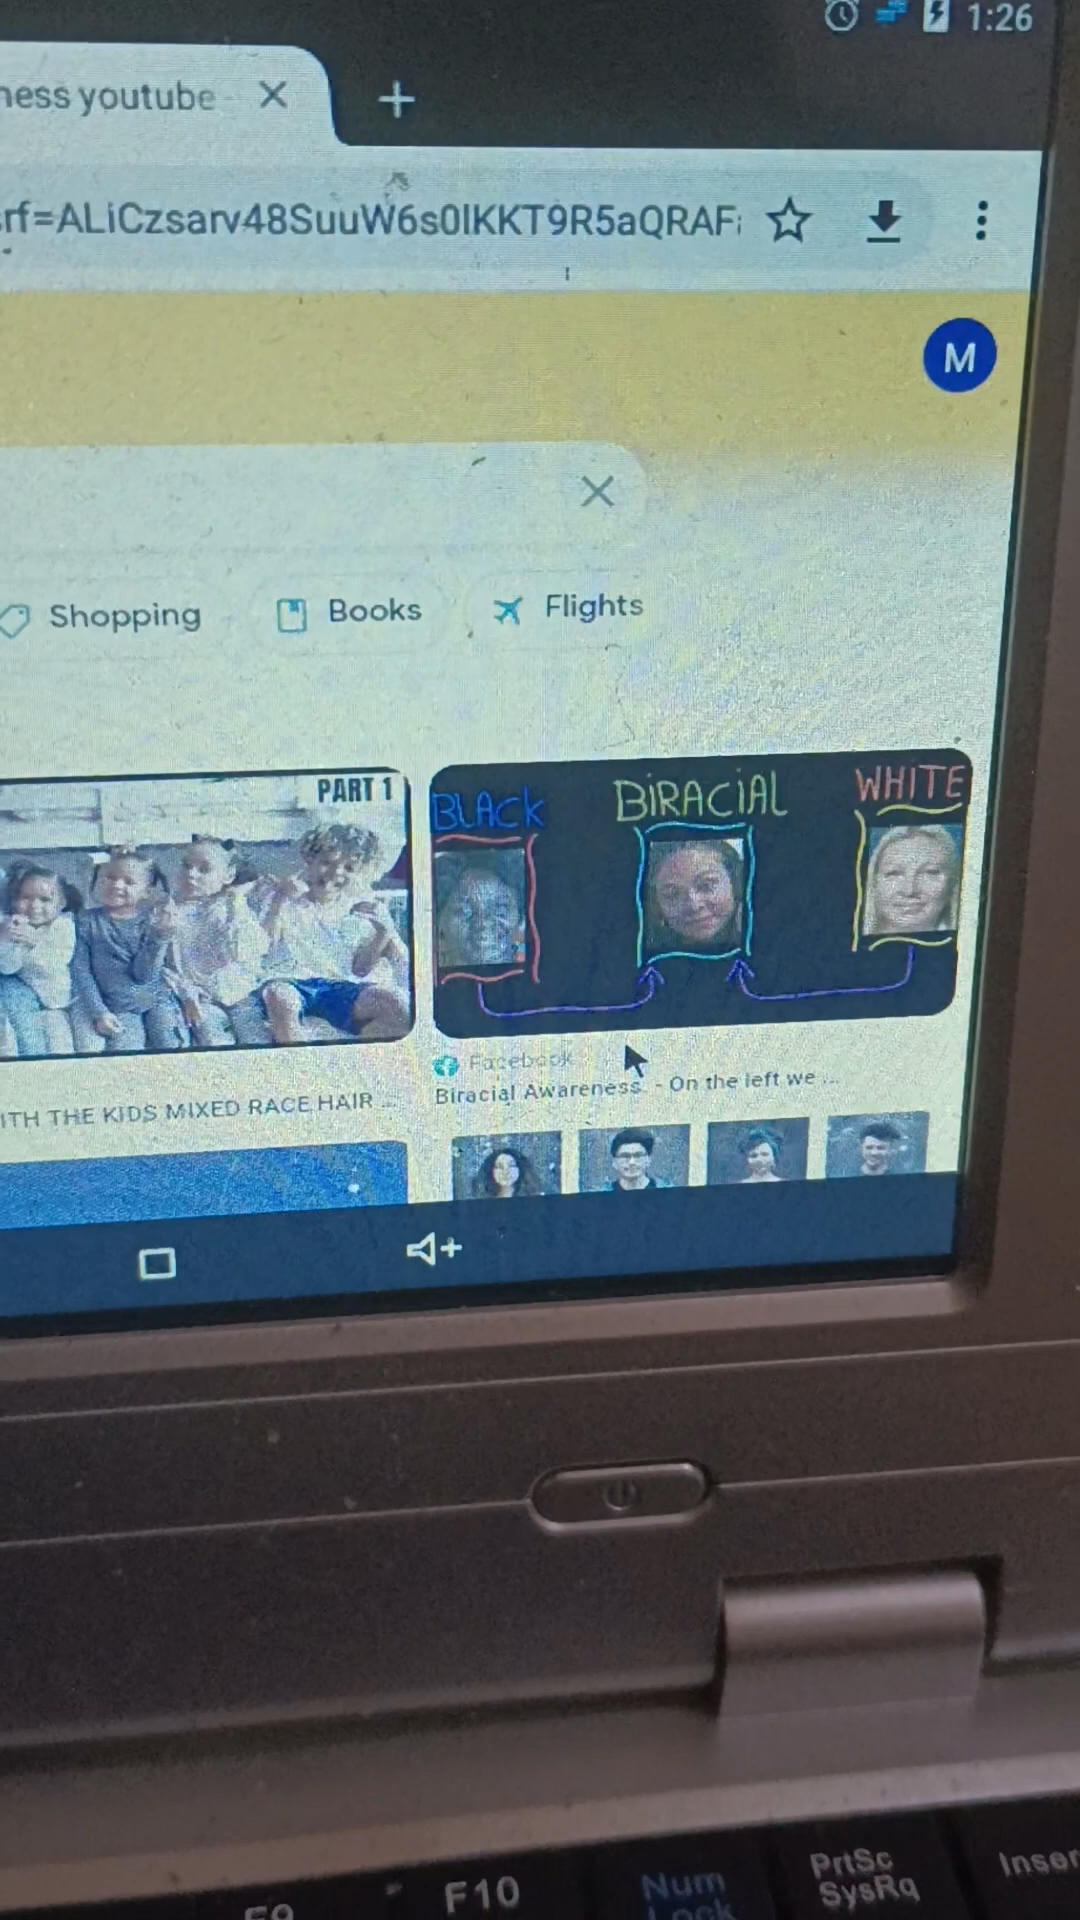 1:26
ness youtube
rf=ALiCzsarv48SuuW6s0IKKT9R5aQRAF
M
Shopping
Books
Flights
PART 1
BLACK
BiRACiAL
WHiTE
Facebook
Biracial Awareness. - On the left we ...
ITH THE KIDS MIXED RACE HAIR ...
F9
F10
Num
Lock
PrtSc
SysRq
Inser